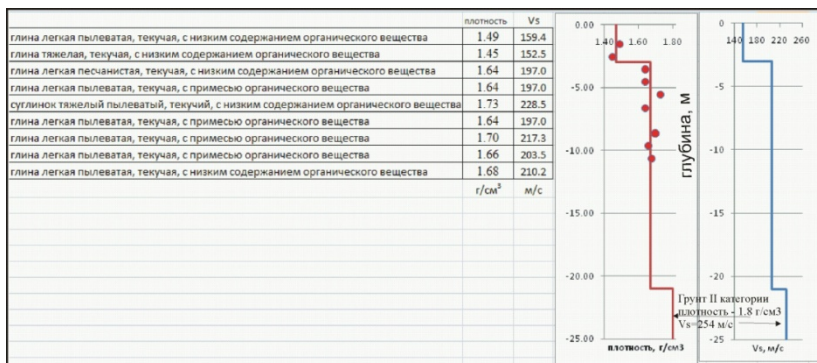 плотность Vs
глина легкая пылеватая, текучая, с низким содержанием органического вещества 1.49 159.4
глина тяжелая, текучая, с низким содержанием органического вещества 1.45 152.5
глина легкая песчанистая, текучая, с низким содержанием органического вещества 1.64 197.0
глина легкая пылеватая, текучая, с примесью органического вещества 1.64 197.0
суглинок тяжелый пылеватый, текучий, с низким содержанием органического вещества 1.73 228.5
глина легкая пылеватая, текучая, с примесью органического вещества 1.64 197.0
глина легкая пылеватая, текучая, с примесью органического вещества 1.70 217.3
глина легкая пылеватая, текучая, с примесью органического вещества 1.66 203.5
глина легкая пылеватая, текучая, с низким содержанием органического вещества 1.68 210.2
г/см³ м/с
0.00
1.40 1.60 1.80
-5.00
-10.00
-15.00
-20.00
-25.00
плотность, г/см3
глубина, м
0
140 180 220 260
-5
-10
-15
-20
-25
Vs, м/с
Грунт II категории
плотность - 1.8 г/см3
Vs=254 м/с